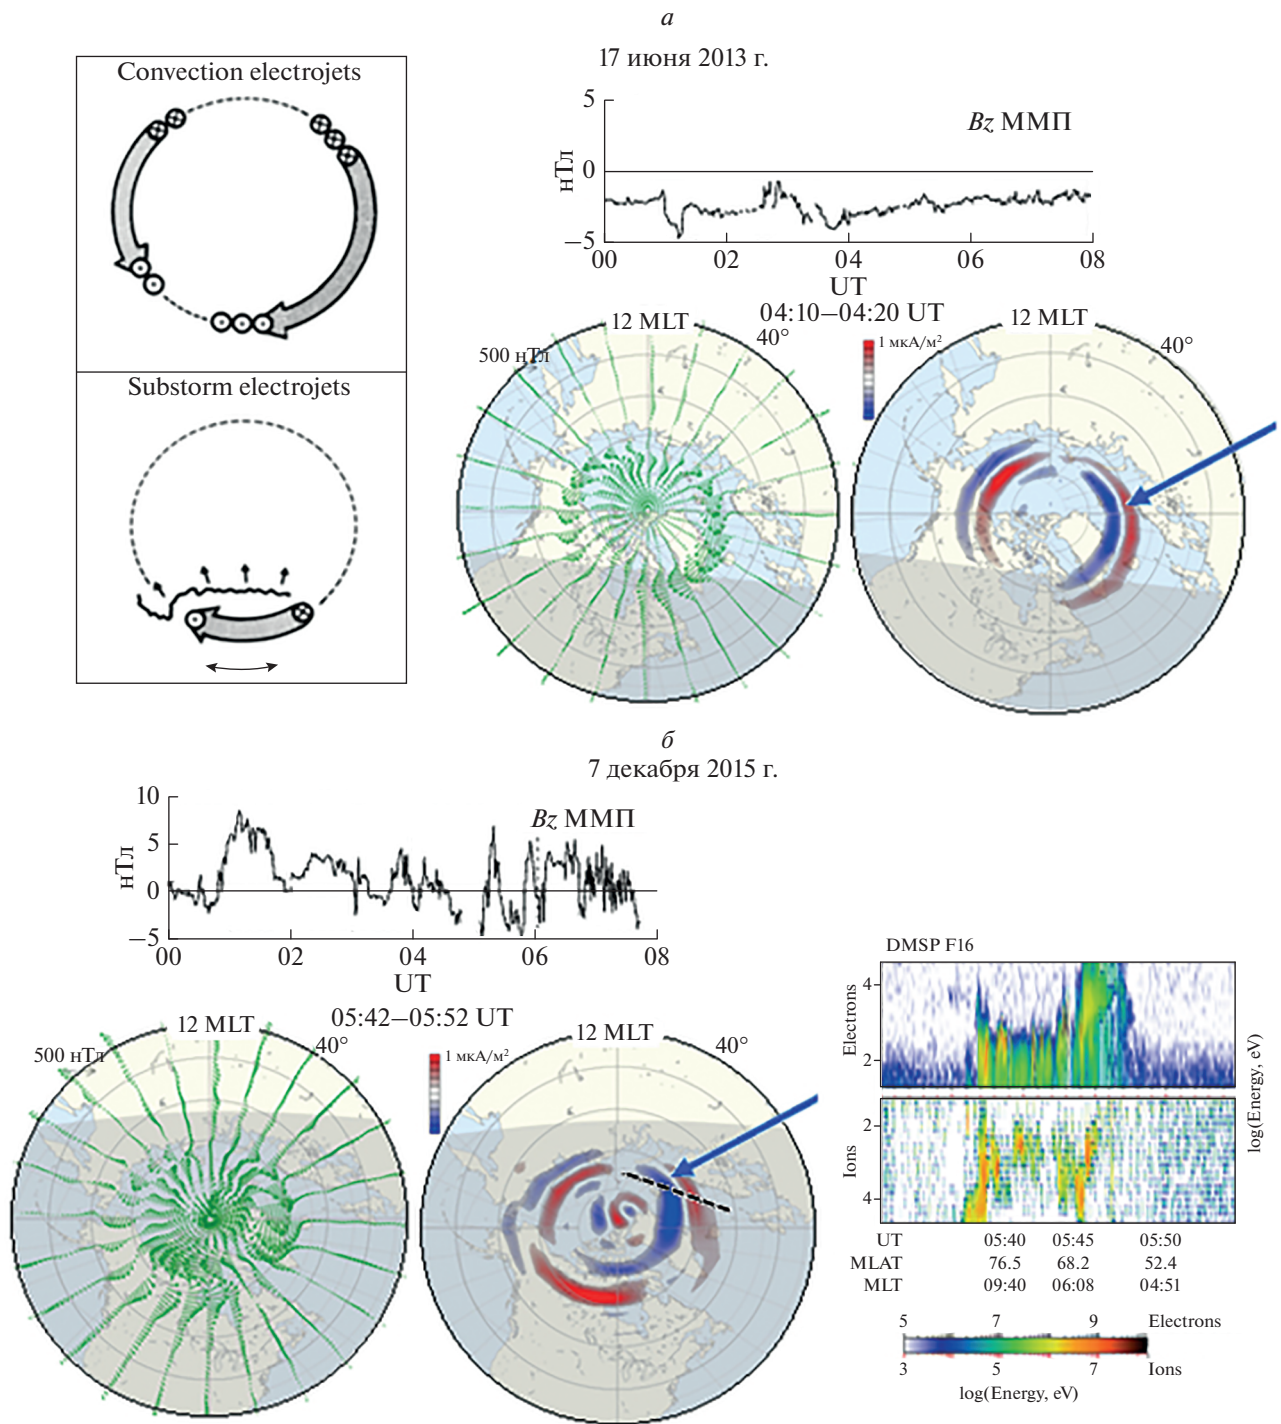 а
17 июня 2013 г.
Convection electrojets
Substorm electrojets
5
0
−5
нТл
Bz ММП
00 02 04 06 08
UT
04:10–04:20 UT
12 MLT
40°
500 нТл
1 мкА/м²
12 MLT
40°
б
7 декабря 2015 г.
10
5
0
−5
нТл
Bz ММП
00 02 04 06 08
UT
05:42–05:52 UT
12 MLT
40°
500 нТл
1 мкА/м²
12 MLT
40°
DMSP F16
Electrons
4
2
Ions
2
4
log(Energy, eV)
UT 05:40 05:45 05:50
MLAT 76.5 68.2 52.4
MLT 09:40 06:08 04:51
5 7 9 Electrons
3 5 7 Ions
log(Energy, eV)